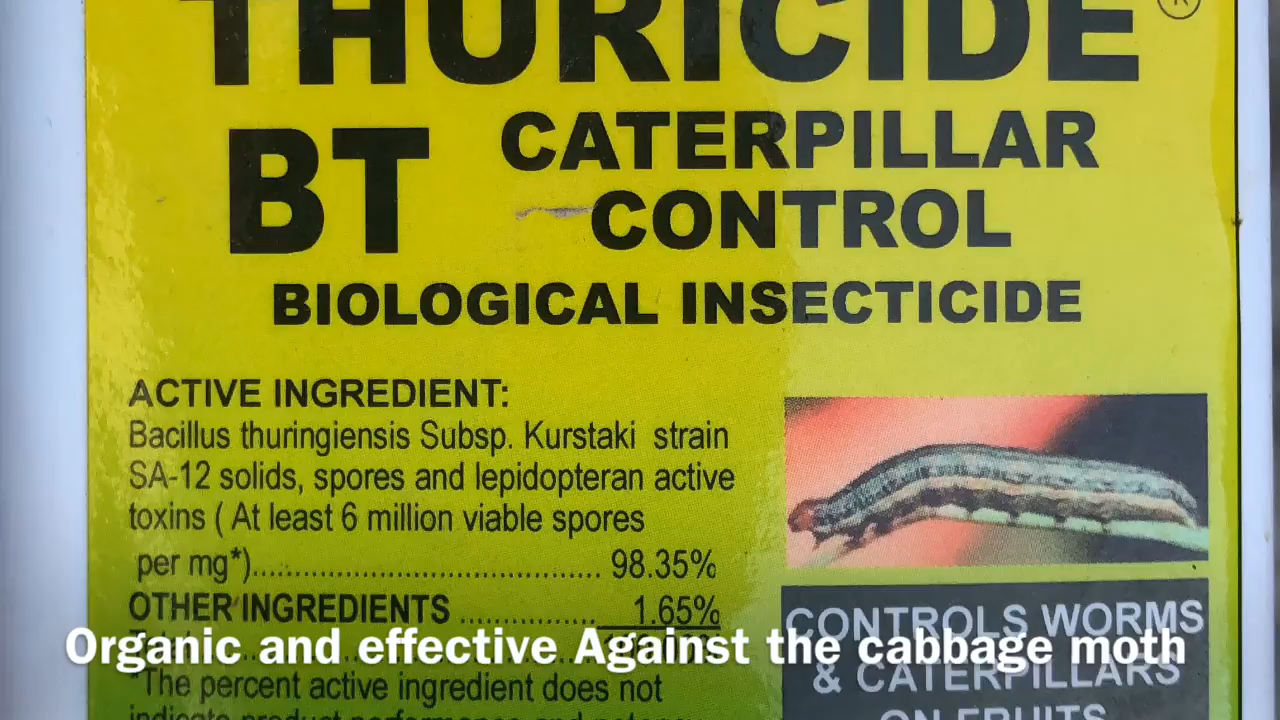 THURICIDE®
BT CATERPILLAR
CONTROL
BIOLOGICAL INSECTICIDE
ACTIVE INGREDIENT:
Bacillus thuringiensis Subsp. Kurstaki strain
SA-12 solids, spores and lepidopteran active
toxins ( At least 6 million viable spores
per mg*)............................................ 98.35%
OTHER INGREDIENTS ................. 1.65%
*The percent active ingredient does not
CONTROLS WORMS
& CATERPILLARS
ON FRUITS
Organic and effective Against the cabbage moth